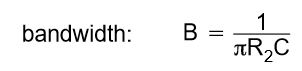 bandwidth: B = 1/(πR₂C)